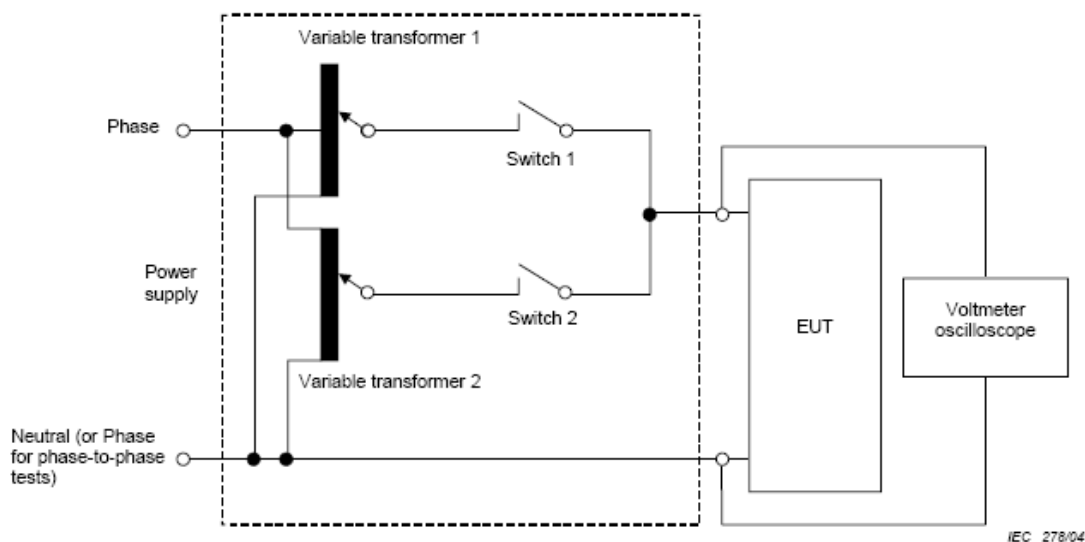 Variable transformer 1
Phase
Switch 1
Power
supply
Switch 2
EUT
Voltmeter
oscilloscope
Variable transformer 2
Neutral (or Phase
for phase-to-phase
tests)
IEC 278/04